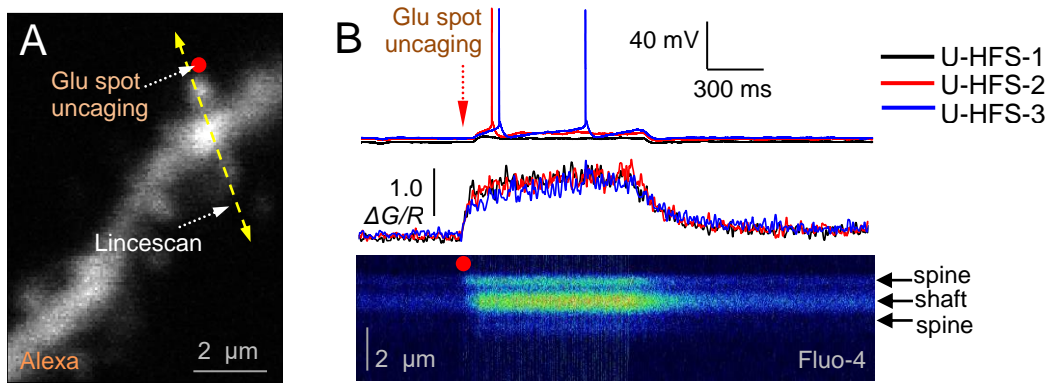 A
Glu spot
uncaging
Lincescan
Alexa
2 μm
B
Glu spot
uncaging
40 mV
300 ms
U-HFS-1
U-HFS-2
U-HFS-3
1.0
ΔG/R
spine
shaft
spine
2 μm
Fluo-4